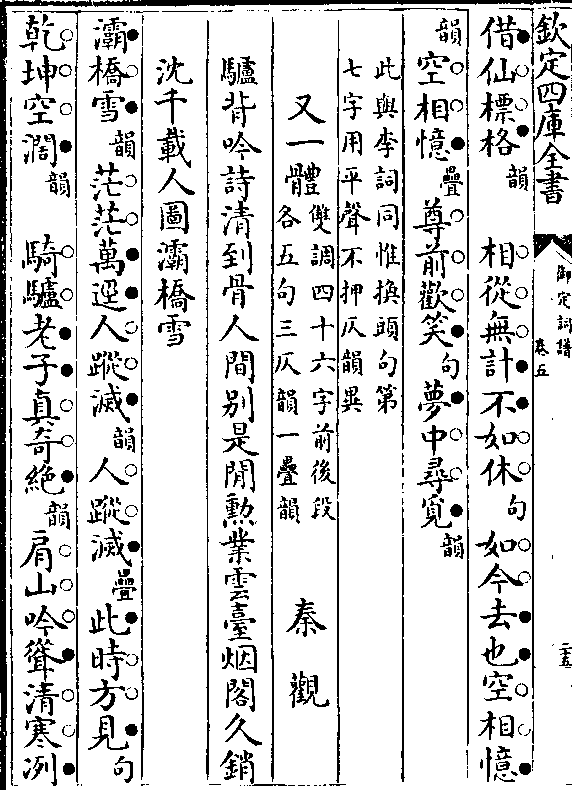 欽定四庫全書
御定詞譜
卷五
二十五
借仙標格韻 相從無計不如休句如今去也空相憶
韻空相憶疊尊前歡笑句夢中尋覓韻
此與李詞同惟換頭句第
七字用平聲不押仄韻異
又一體雙調四十六字前後段
各五句三仄韻一疊韻 秦觀
驢背吟詩清到骨人間別是閒勲業雲臺烟閣久銷
沈千載人圖灞橋雪
灞橋雪韻茫茫萬逕人蹤滅韻人蹤滅疊此時方見句
乾坤空濶韻 騎驢老子真奇絶韻肩山吟聳清寒冽